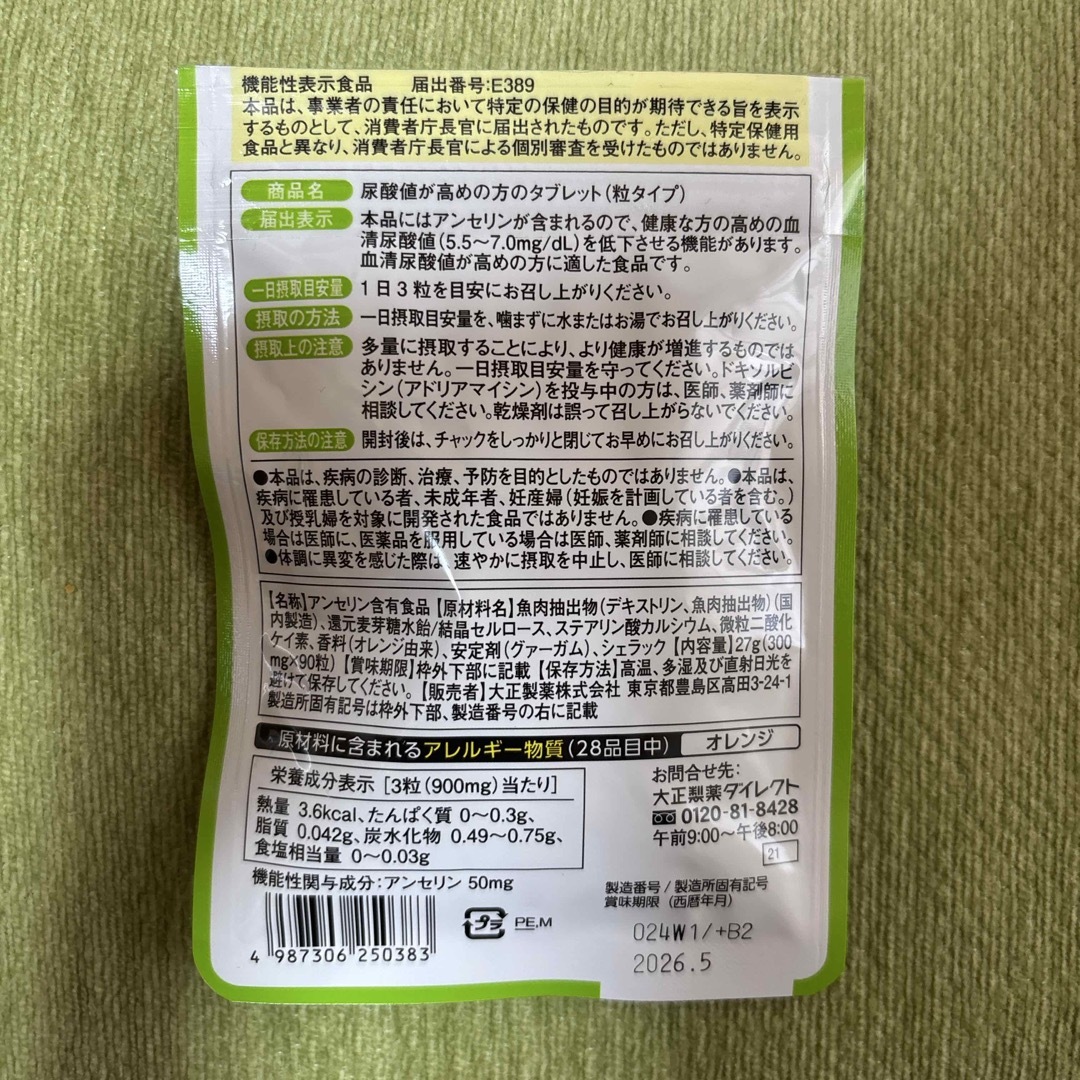 機能性表示食品　届出番号:E389
本品は、事業者の責任において特定の保健の目的が期待できる旨を表示
するものとして、消費者庁長官に届出されたものです。ただし、特定保健用
食品と異なり、消費者庁長官による個別審査を受けたものではありません。
商品名 尿酸値が高めの方のタブレット(粒タイプ)
届出表示 本品にはアンセリンが含まれるので、健康な方の高めの血
清尿酸値(5.5〜7.0mg/dL)を低下させる機能があります。
血清尿酸値が高めの方に適した食品です。
一日摂取目安量 1日3粒を目安にお召し上がりください。
摂取の方法 一日摂取目安量を、噛まずに水またはお湯でお召し上がりください。
摂取上の注意 多量に摂取することにより、より健康が増進するものでは
ありません。一日摂取目安量を守ってください。ドキソルビ
シン(アドリアマイシン)を投与中の方は、医師、薬剤師に
相談してください。乾燥剤は誤って召し上がらないでください。
保存方法の注意 開封後は、チャックをしっかりと閉じてお早めにお召し上がりください。
●本品は、疾病の診断、治療、予防を目的としたものではありません。●本品は、
疾病に罹患している者、未成年者、妊産婦(妊娠を計画している者を含む。)
及び授乳婦を対象に開発された食品ではありません。●疾病に罹患している
場合は医師に、医薬品を服用している場合は医師、薬剤師に相談してください。
●体調に異変を感じた際は、速やかに摂取を中止し、医師に相談してください。
【名称】アンセリン含有食品【原材料名】魚肉抽出物(デキストリン、魚肉抽出物)(国
内製造)、還元麦芽糖水飴/結晶セルロース、ステアリン酸カルシウム、微粒二酸化
ケイ素、香料(オレンジ由来)、安定剤(グァーガム)、シェラック【内容量】27g(300
mg×90粒)【賞味期限】枠外下部に記載【保存方法】高温、多湿及び直射日光を
避けて保存してください。【販売者】大正製薬株式会社 東京都豊島区高田3-24-1
製造所固有記号は枠外下部、製造番号の右に記載
原材料に含まれるアレルギー物質(28品目中) オレンジ
栄養成分表示[3粒(900mg)当たり]
熱量 3.6kcal、たんぱく質 0〜0.3g、
脂質 0.042g、炭水化物 0.49〜0.75g、
食塩相当量 0〜0.03g
機能性関与成分:アンセリン 50mg
お問合せ先:
大正製薬ダイレクト
0120-81-8428
午前9:00〜午後8:00
21
製造番号/製造所固有記号
賞味期限(西暦年月)
024W1/+B2
2026.5
プラ PE,M
4 987306 250383